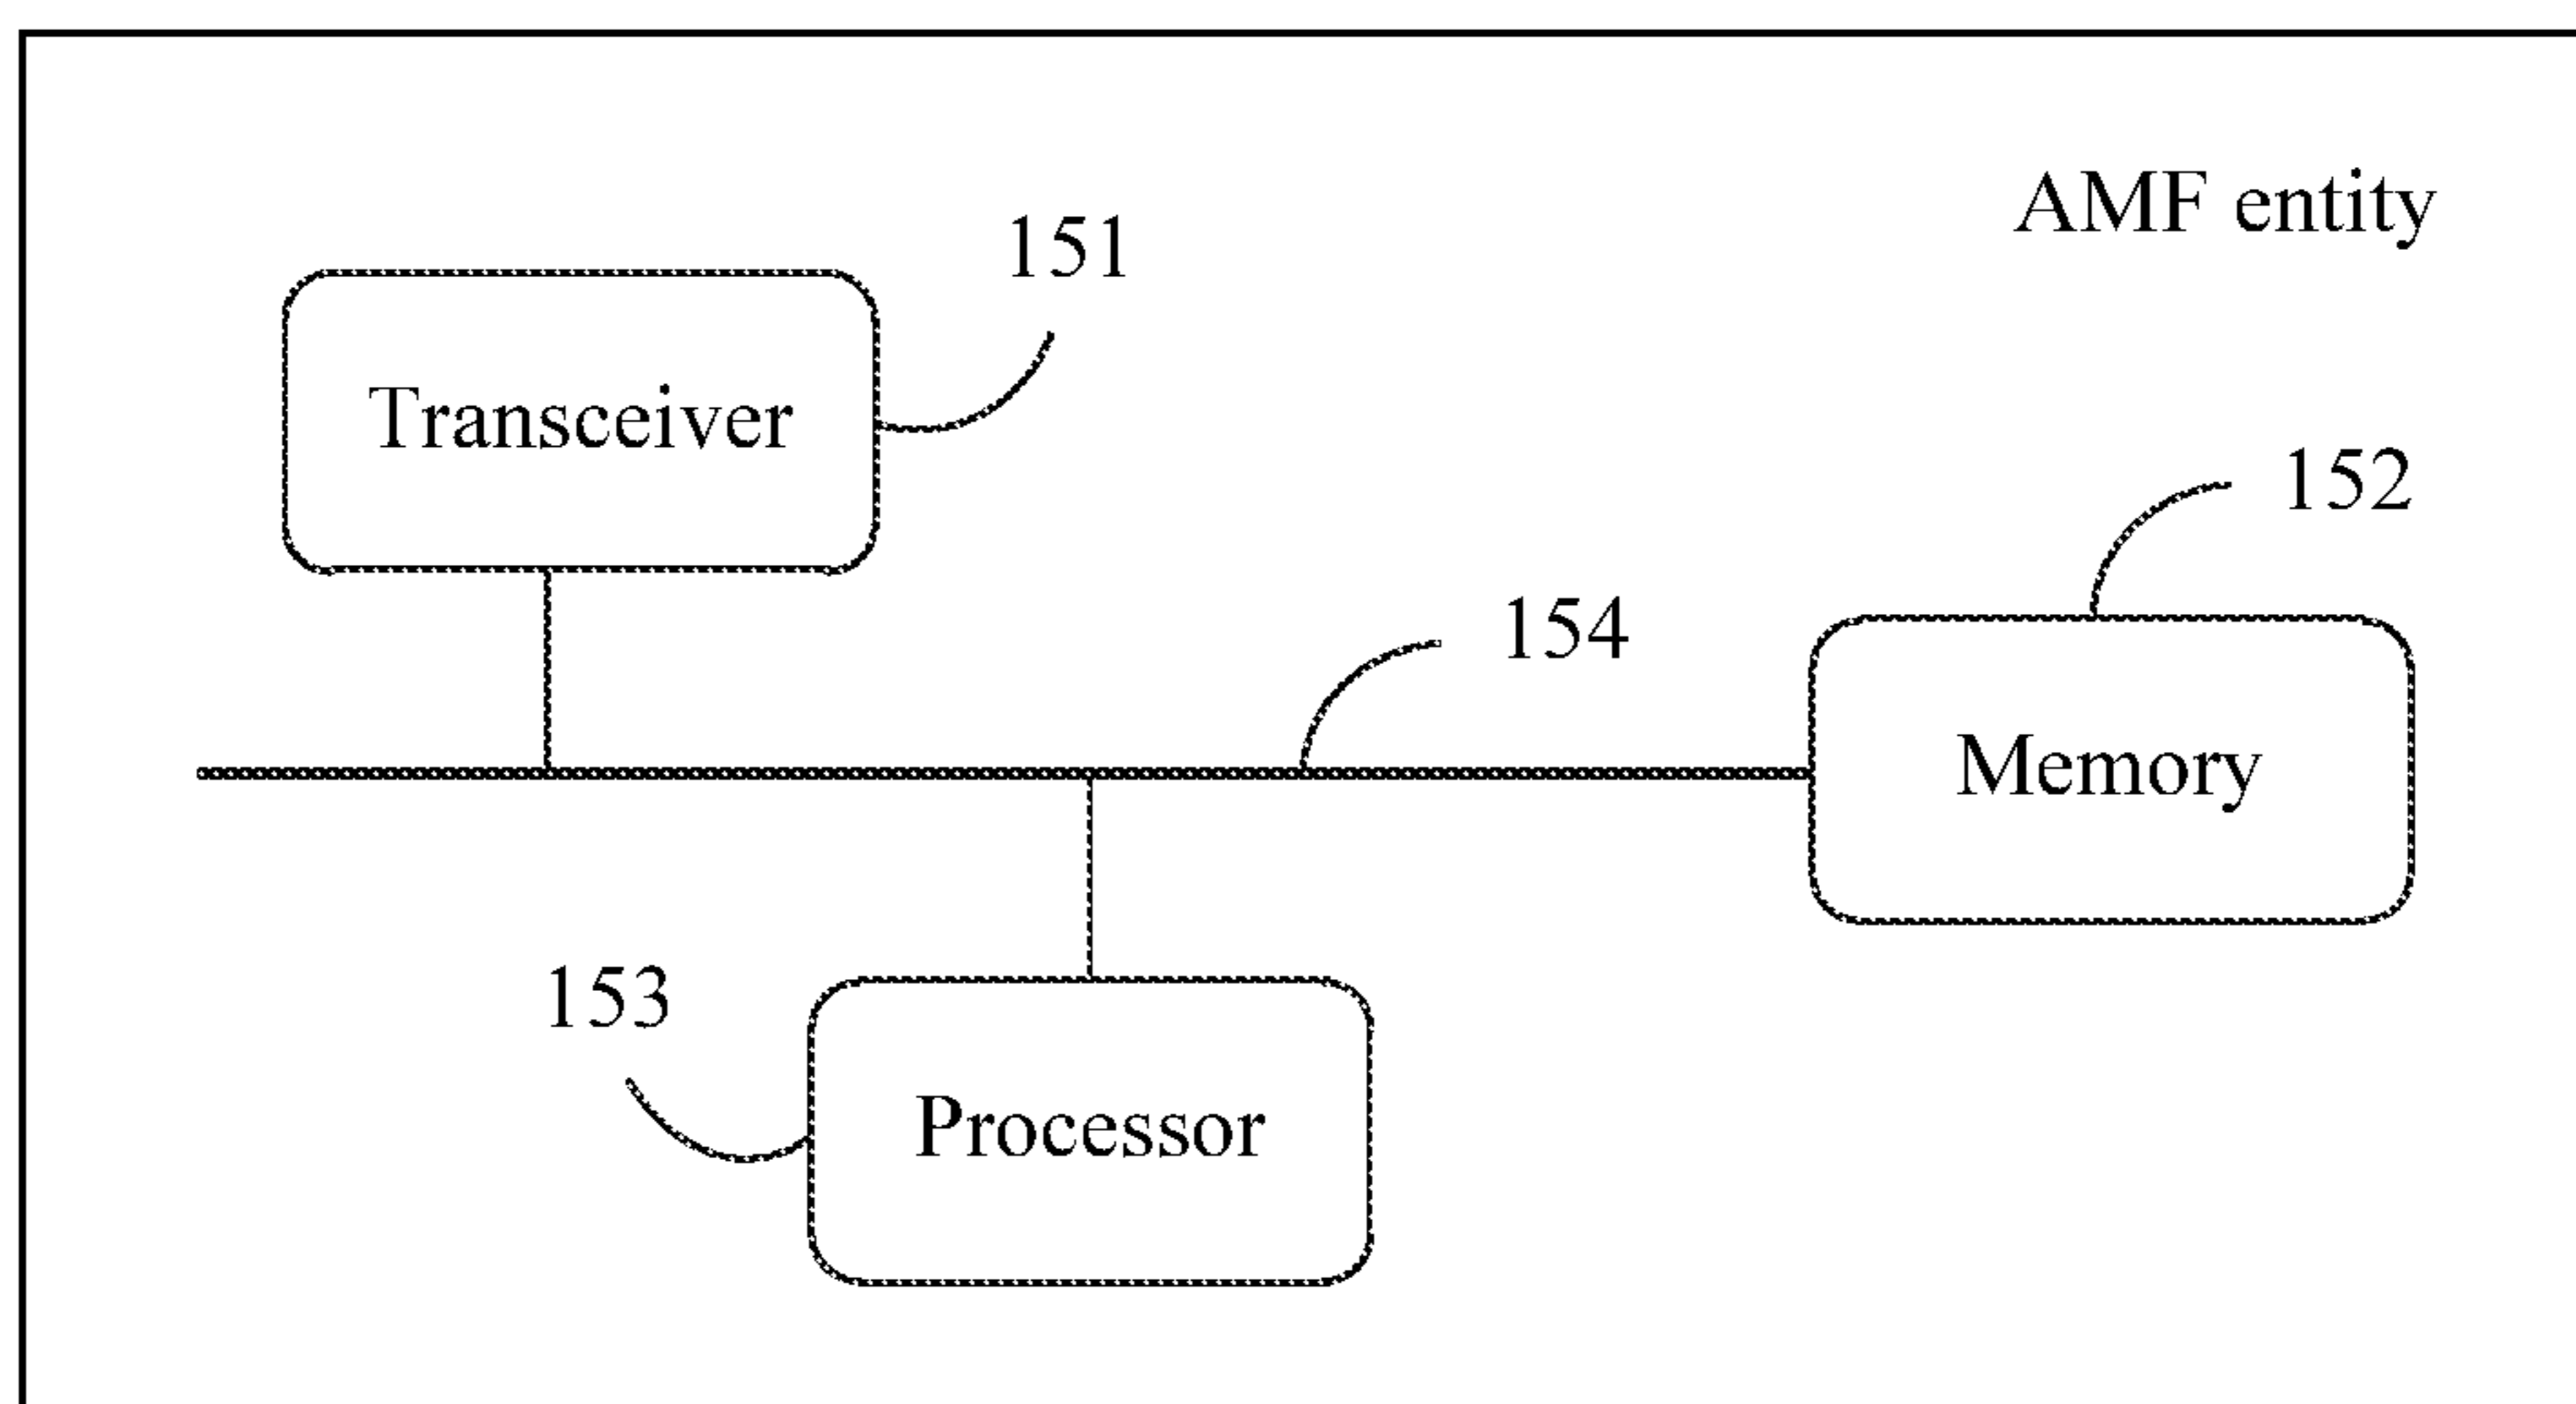 AMF entity
151
Transceiver
152
154
Memory
153
Processor